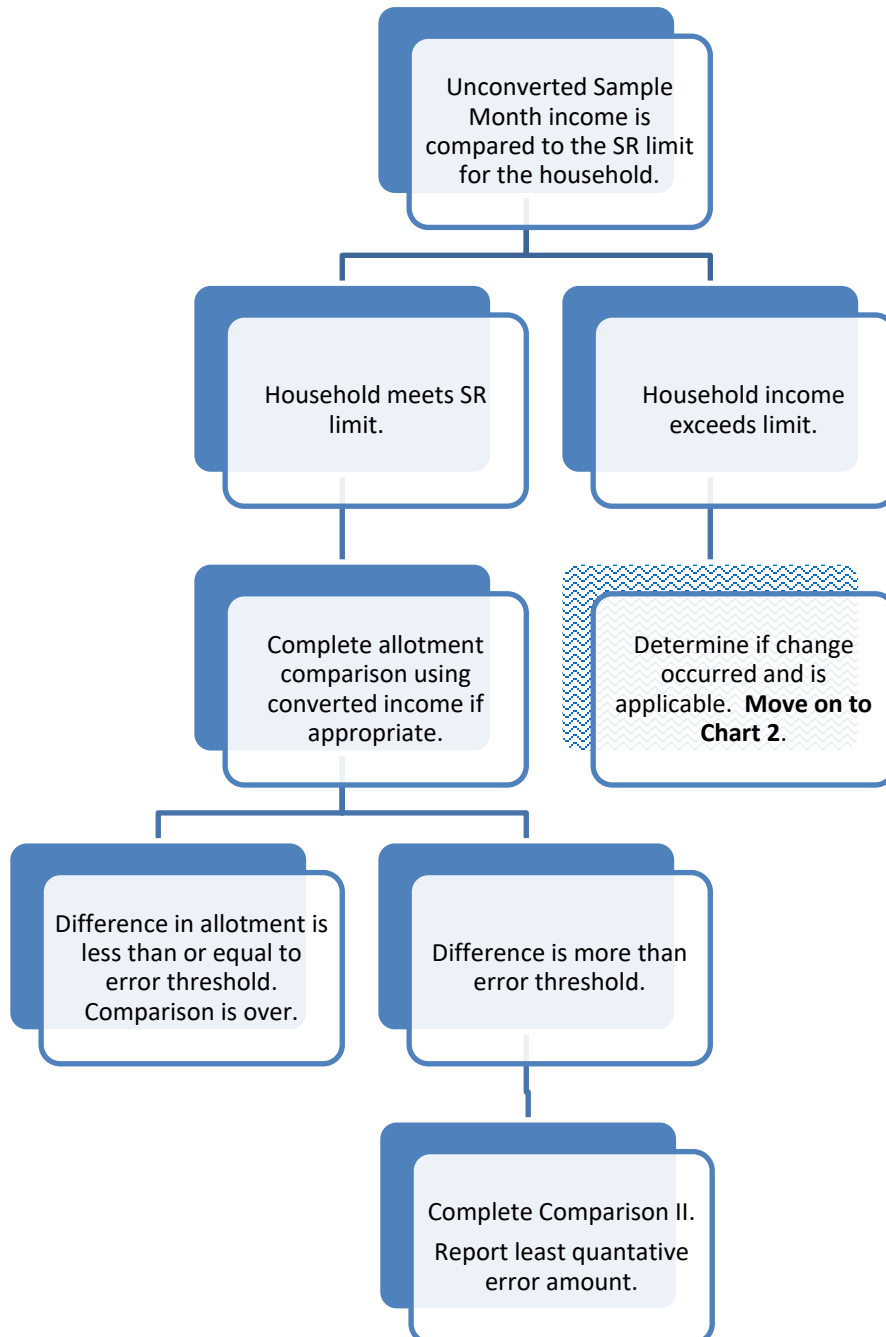 Unconverted Sample
Month income is
compared to the SR limit
for the household.
Household meets SR
limit.
Household income
exceeds limit.
Complete allotment
comparison using
converted income if
appropriate.
Determine if change
occurred and is
applicable.  Move on to
Chart 2.
Difference in allotment is
less than or equal to
error threshold.
Comparison is over.
Difference is more than
error threshold.
Complete Comparison II.
Report least quantative
error amount.